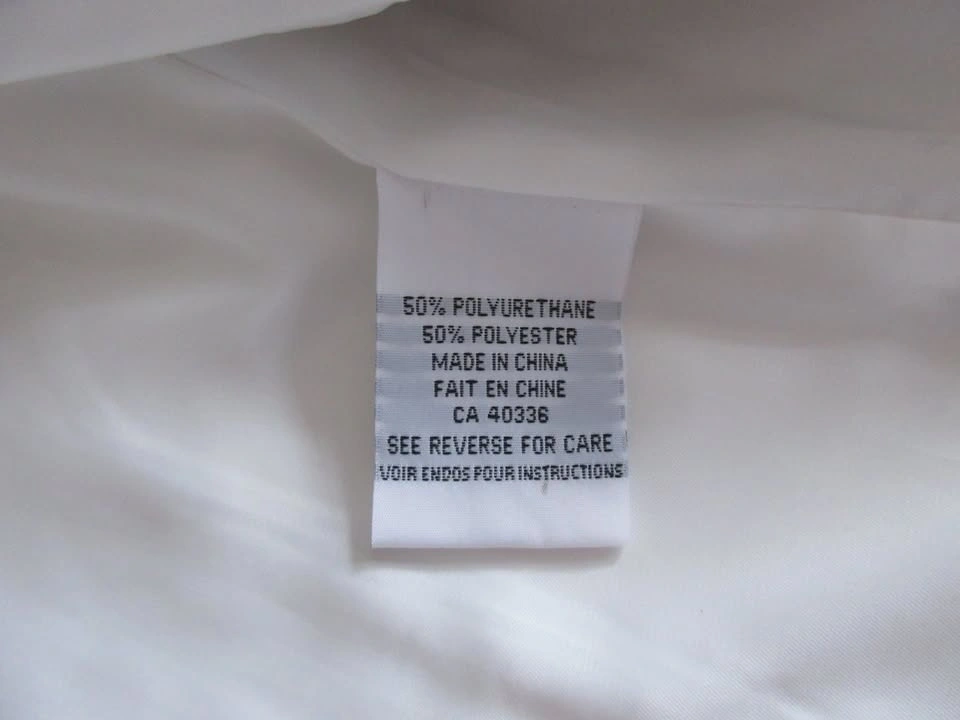 50% POLYURETHANE
50% POLYESTER
MADE IN CHINA
FAIT EN CHINE
CA 40336
SEE REVERSE FOR CARE
VOIR ENDOS POUR INSTRUCTIONS